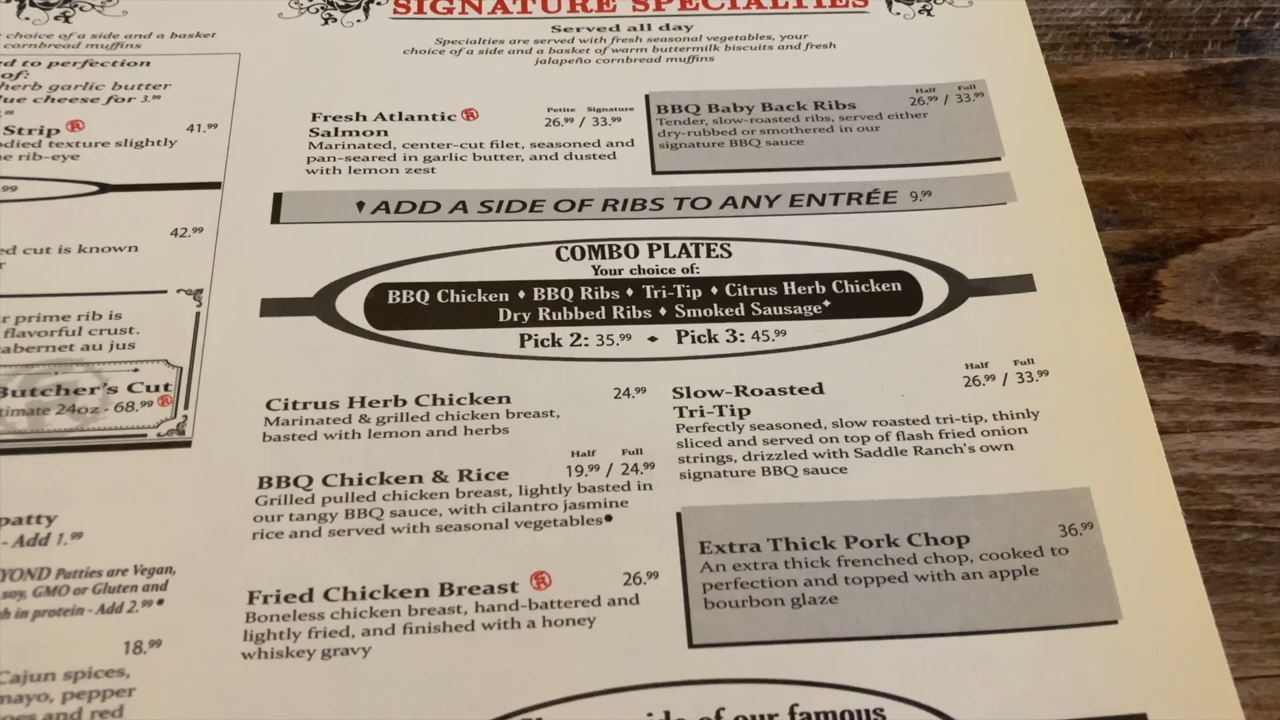 choice of a side and a basket
cornbread muffins
ed to perfection
of:
herb garlic butter
lue cheese for 3.99
Strip 41.99
odied texture slightly
e rib-eye
99
42.99
ed cut is known
r prime rib is
flavorful crust.
abernet au jus
Butcher's Cut
timate 24oz - 68.99
patty
- Add 1.99
YOND Patties are Vegan,
soy, GMO or Gluten and
h in protein - Add 2.99
18.99
Cajun spices,
mayo, pepper
oes and red
SIGNATURE SPECIALTIES
Served all day
Specialties are served with fresh seasonal vegetables, your
choice of a side and a basket of warm buttermilk biscuits and fresh
jalapeño cornbread muffins
Petite Signature
Fresh Atlantic 26.99 / 33.99
Salmon
Marinated, center-cut filet, seasoned and
pan-seared in garlic butter, and dusted
with lemon zest
Half Full
BBQ Baby Back Ribs 26.99 / 33.99
Tender, slow-roasted ribs, served either
dry-rubbed or smothered in our
signature BBQ sauce
ADD A SIDE OF RIBS TO ANY ENTRÉE 9.99
COMBO PLATES
Your choice of:
BBQ Chicken ♦ BBQ Ribs ♦ Tri-Tip ♦ Citrus Herb Chicken
Dry Rubbed Ribs ♦ Smoked Sausage
Pick 2: 35.99 ◆ Pick 3: 45.99
Citrus Herb Chicken 24.99
Marinated & grilled chicken breast,
basted with lemon and herbs
Half Full
BBQ Chicken & Rice 19.99 / 24.99
Grilled pulled chicken breast, lightly basted in
our tangy BBQ sauce, with cilantro jasmine
rice and served with seasonal vegetables
Fried Chicken Breast 26.99
Boneless chicken breast, hand-battered and
lightly fried, and finished with a honey
whiskey gravy
Half Full
Slow-Roasted 26.99 / 33.99
Tri-Tip
Perfectly seasoned, slow roasted tri-tip, thinly
sliced and served on top of flash fried onion
strings, drizzled with Saddle Ranch's own
signature BBQ sauce
Extra Thick Pork Chop 36.99
An extra thick frenched chop, cooked to
perfection and topped with an apple
bourbon glaze
of our famous